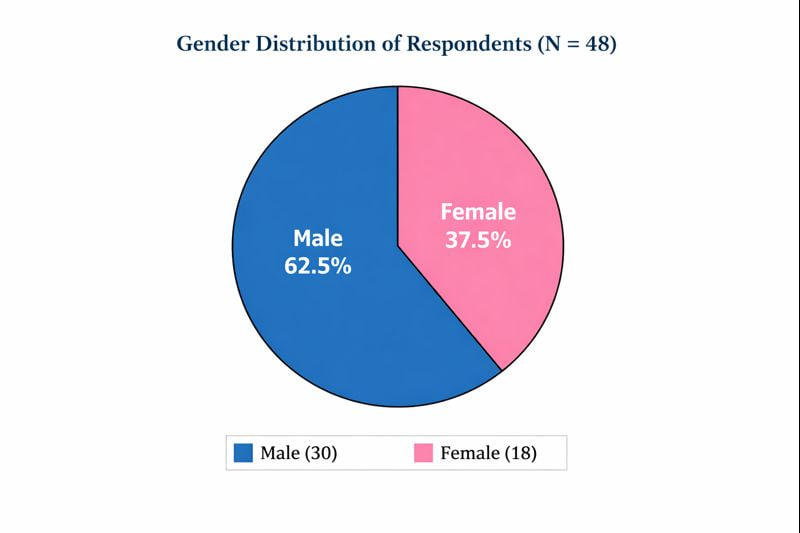 Gender Distribution of Respondents (N = 48)
Female
37.5%
Male
62.5%
Male (30)
Female (18)